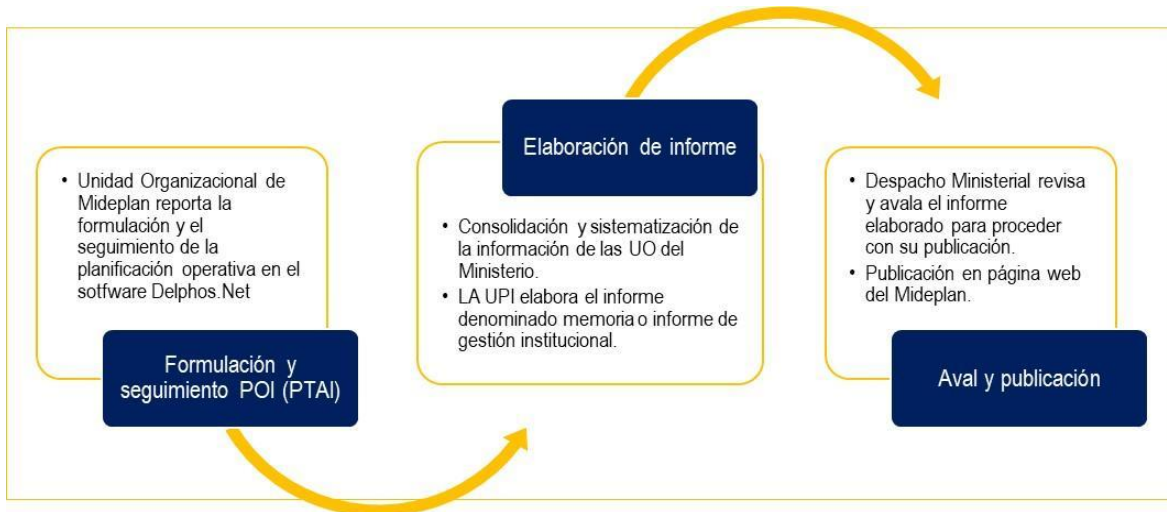 • Unidad Organizacional de
Mideplan reporta la
formulación y el
seguimiento de la
planificación operativa en el
sotfware Delphos.Net
Formulación y
seguimiento POI (PTAI)
Elaboración de informe
• Consolidación y sistematización de
la información de las UO del
Ministerio.
• LA UPI elabora el informe
denominado memoria o informe de
gestión institucional.
• Despacho Ministerial revisa
y avala el informe
elaborado para proceder
con su publicación.
• Publicación en página web
del Mideplan.
Aval y publicación